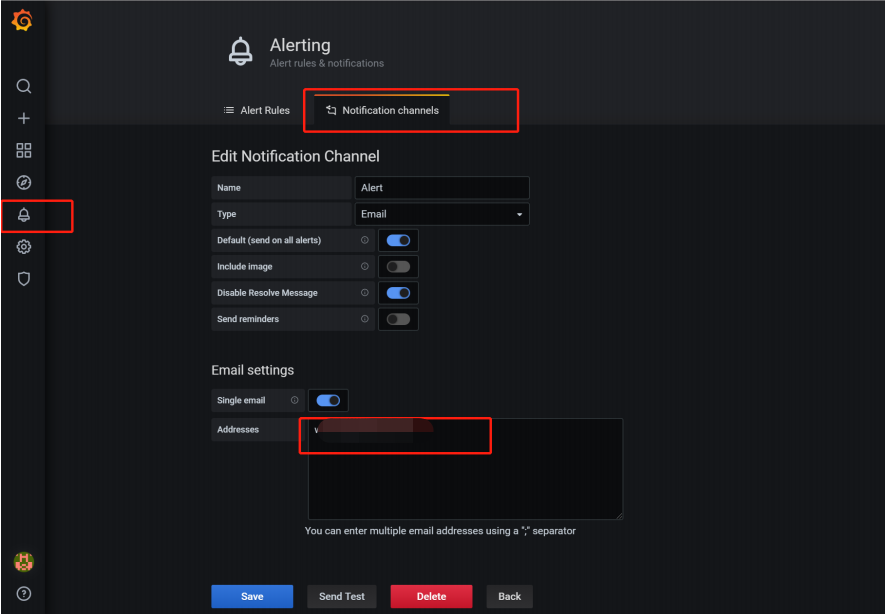 Alerting
Alert rules & notifications
Alert Rules
Notification channels
Edit Notification Channel
Name Alert
Type Email
Default (send on all alerts)
Include image
Disable Resolve Message
Send reminders
Email settings
Single email
Addresses
You can enter multiple email addresses using a ";" separator
Save Send Test Delete Back